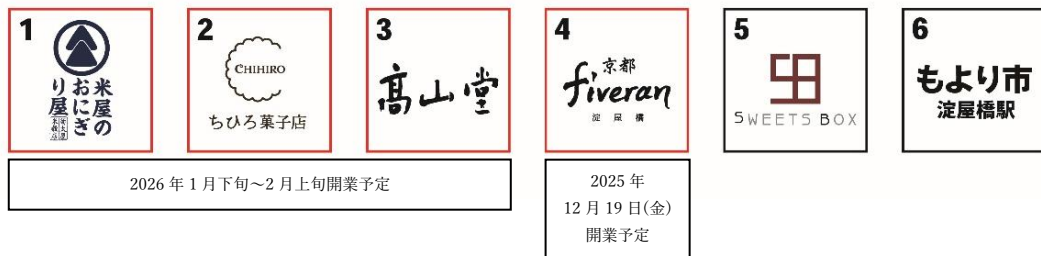 1
米屋の
おにぎ
り屋
2
CHIHIRO
ちひろ菓子店
3
髙山堂
4
京都
fiveran
淀屋橋
5
SWEETS BOX
6
もより市
淀屋橋駅
2026年1月下旬～2月上旬開業予定
2025年
12月19日(金)
開業予定